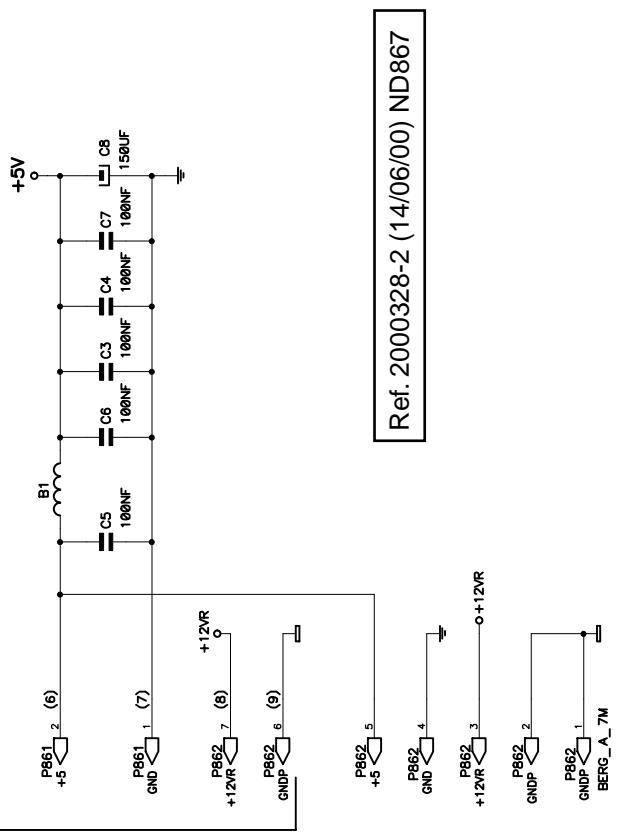 +5V
C8
150UF
C7
100NF
C4
100NF
C3
100NF
C6
100NF
B1
C5
100NF
P861
+5
2
(6)
P861
GND
1
(7)
P862
+12VR
7
(8)
+12VR
P862
GNDP
6
(9)
P862
+5
5
P862
GND
4
P862
+12VR
3
+12VR
P862
GNDP
2
P862
GNDP
1
BERG_A_7M
Ref. 2000328-2 (14/06/00) ND867